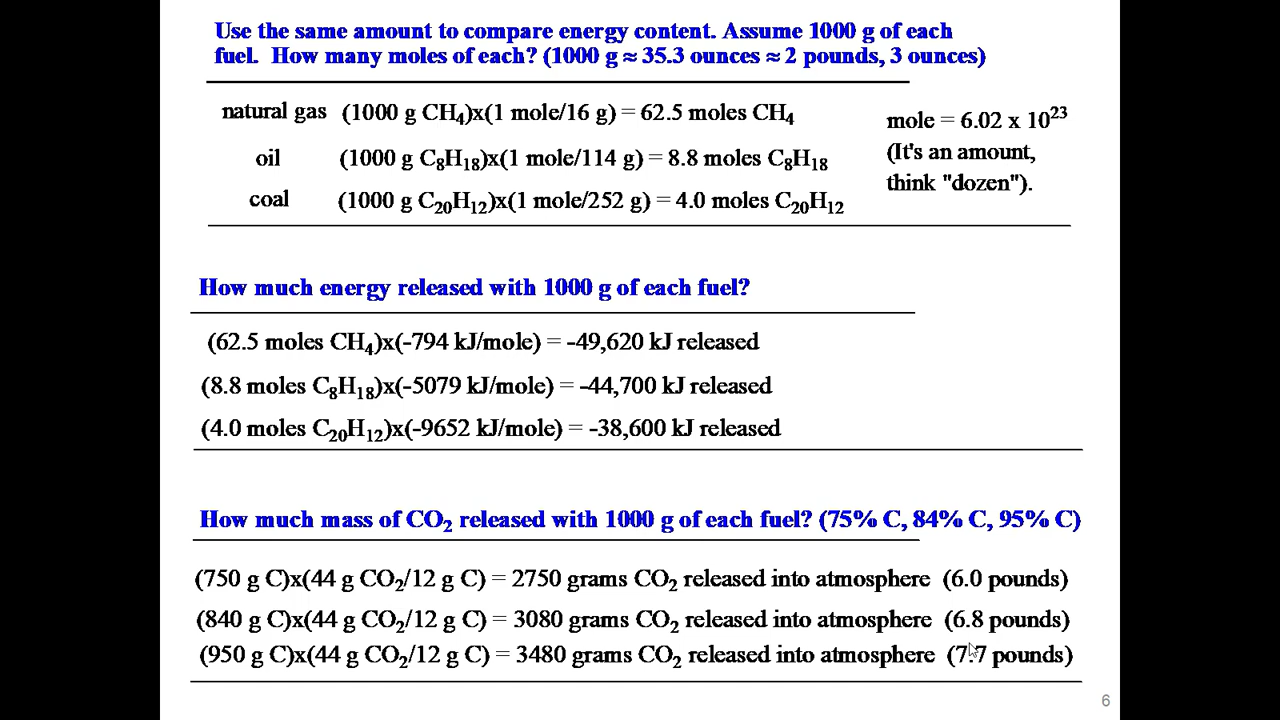 Use the same amount to compare energy content. Assume 1000 g of each
fuel. How many moles of each? (1000 g ≈ 35.3 ounces ≈ 2 pounds, 3 ounces)
natural gas (1000 g CH₄)x(1 mole/16 g) = 62.5 moles CH₄
oil (1000 g C₈H₁₈)x(1 mole/114 g) = 8.8 moles C₈H₁₈
coal (1000 g C₂₀H₁₂)x(1 mole/252 g) = 4.0 moles C₂₀H₁₂
mole = 6.02 x 10²³
(It's an amount,
think "dozen").
How much energy released with 1000 g of each fuel?
(62.5 moles CH₄)x(-794 kJ/mole) = -49,620 kJ released
(8.8 moles C₈H₁₈)x(-5079 kJ/mole) = -44,700 kJ released
(4.0 moles C₂₀H₁₂)x(-9652 kJ/mole) = -38,600 kJ released
How much mass of CO₂ released with 1000 g of each fuel? (75% C, 84% C, 95% C)
(750 g C)x(44 g CO₂/12 g C) = 2750 grams CO₂ released into atmosphere (6.0 pounds)
(840 g C)x(44 g CO₂/12 g C) = 3080 grams CO₂ released into atmosphere (6.8 pounds)
(950 g C)x(44 g CO₂/12 g C) = 3480 grams CO₂ released into atmosphere (7.7 pounds)
6